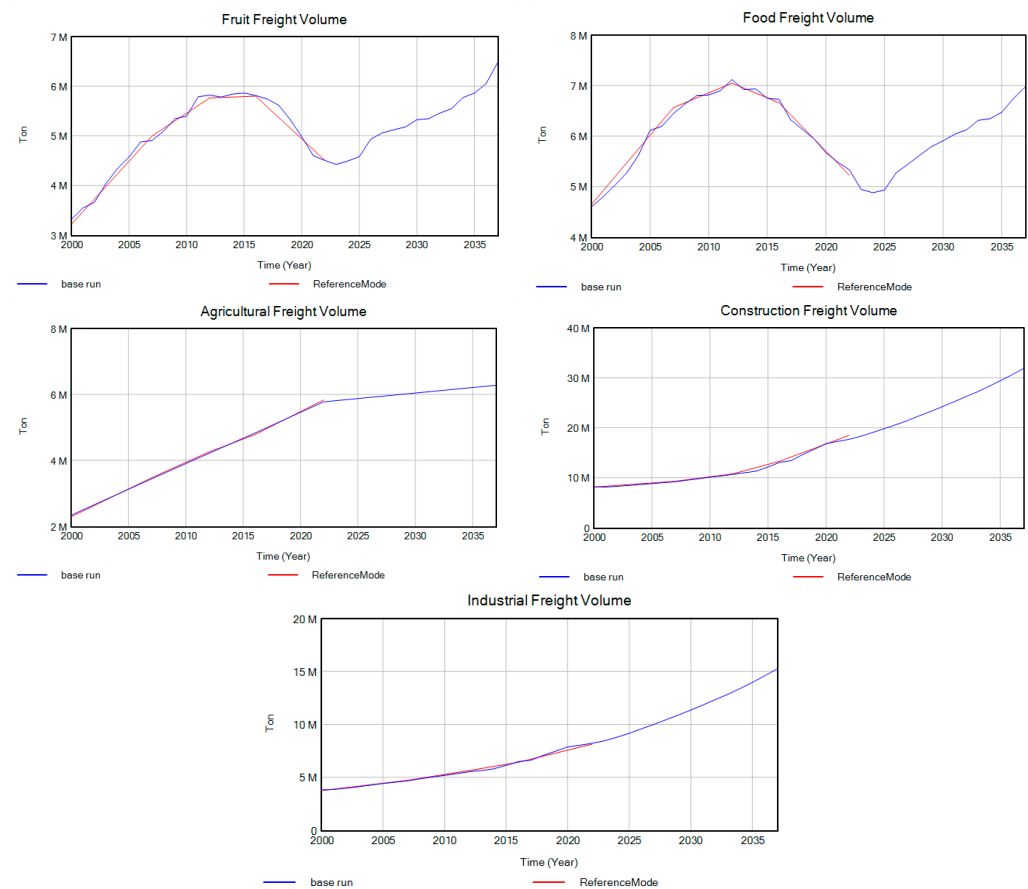 Fruit Freight Volume
7 M
6 M
5 M
4 M
3 M
Ton
2000 2005 2010 2015 2020 2025 2030 2035
Time (Year)
base run ReferenceMode
Food Freight Volume
8 M
7 M
6 M
5 M
4 M
Ton
2000 2005 2010 2015 2020 2025 2030 2035
Time (Year)
base run ReferenceMode
Agricultural Freight Volume
8 M
6 M
4 M
2 M
Ton
2000 2005 2010 2015 2020 2025 2030 2035
Time (Year)
base run ReferenceMode
Construction Freight Volume
40 M
30 M
20 M
10 M
0
Ton
2000 2005 2010 2015 2020 2025 2030 2035
Time (Year)
base run ReferenceMode
Industrial Freight Volume
20 M
15 M
10 M
5 M
0
Ton
2000 2005 2010 2015 2020 2025 2030 2035
Time (Year)
base run ReferenceMode